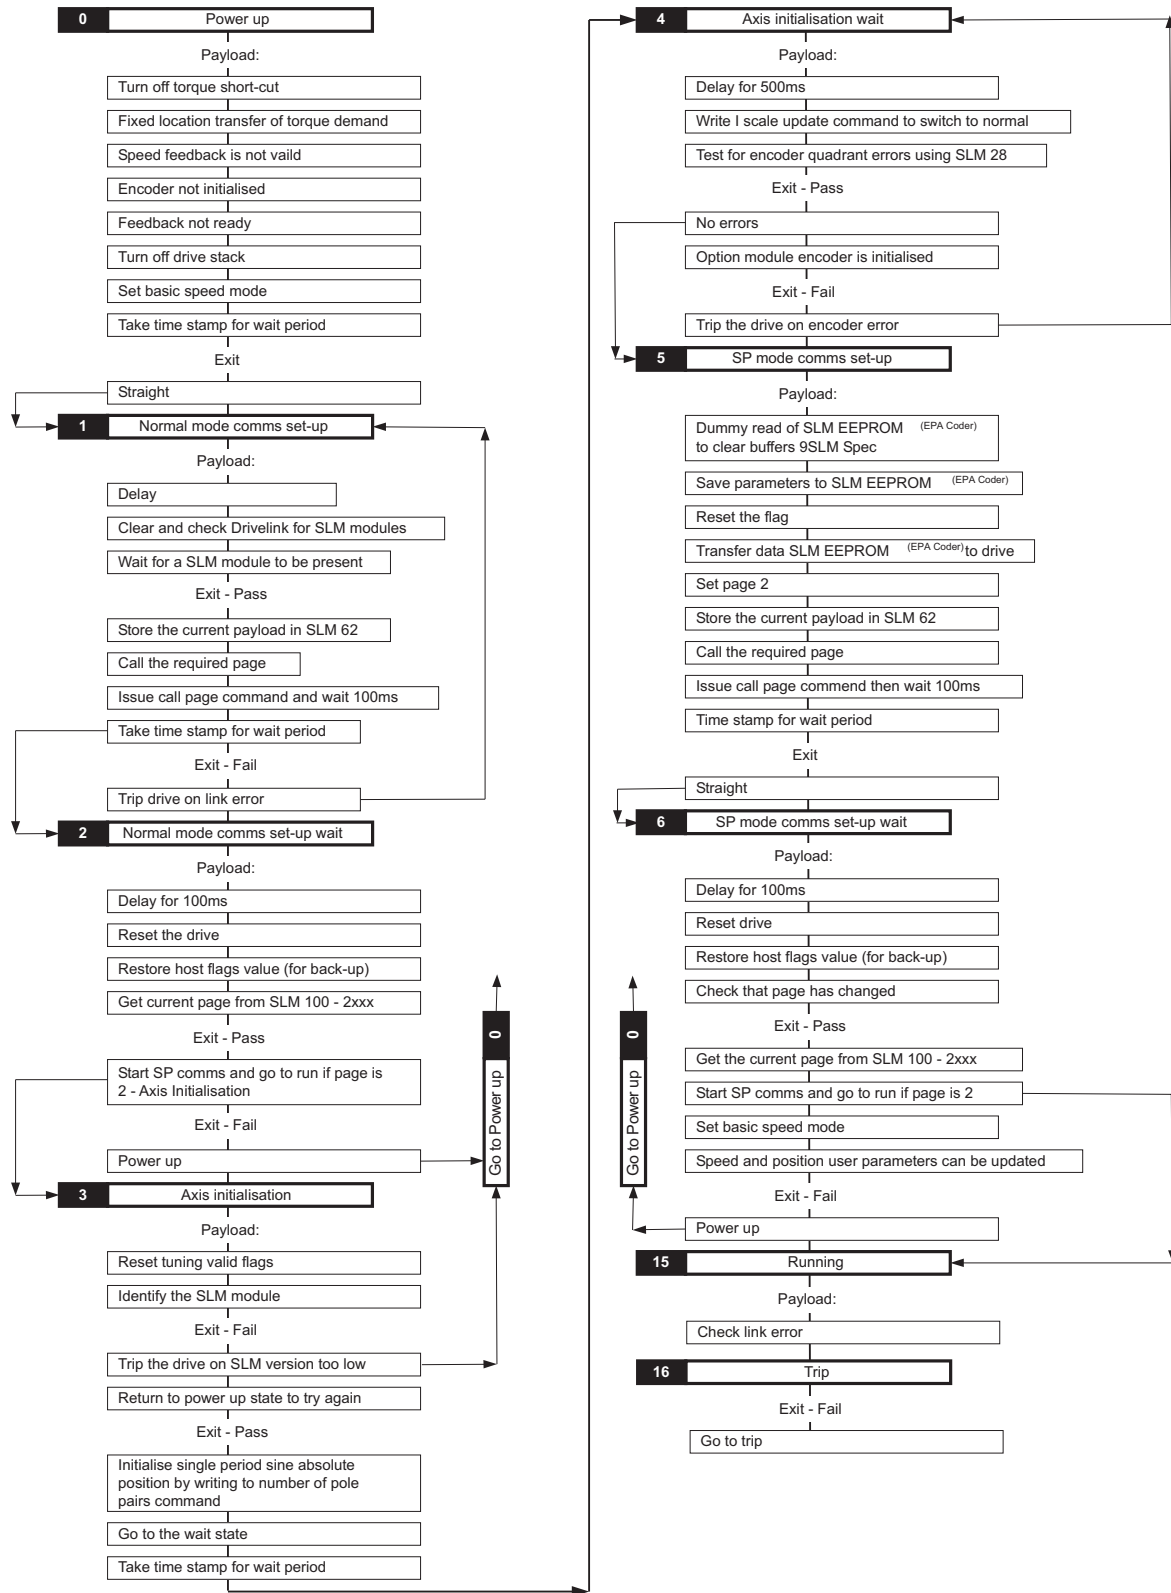 0 Power up
Payload:
Turn off torque short-cut
Fixed location transfer of torque demand
Speed feedback is not vaild
Encoder not initialised
Feedback not ready
Turn off drive stack
Set basic speed mode
Take time stamp for wait period
Exit
Straight
1 Normal mode comms set-up
Payload:
Delay
Clear and check Drivelink for SLM modules
Wait for a SLM module to be present
Exit - Pass
Store the current payload in SLM 62
Call the required page
Issue call page command and wait 100ms
Take time stamp for wait period
Exit - Fail
Trip drive on link error
2 Normal mode comms set-up wait
Payload:
Delay for 100ms
Reset the drive
Restore host flags value (for back-up)
Get current page from SLM 100 - 2xxx
Exit - Pass
Start SP comms and go to run if page is
2 - Axis Initialisation
Exit - Fail
Power up
Go to Power up 0
3 Axis initialisation
Payload:
Reset tuning valid flags
Identify the SLM module
Exit - Fail
Trip the drive on SLM version too low
Return to power up state to try again
Exit - Pass
Initialise single period sine absolute
position by writing to number of pole
pairs command
Go to the wait state
Take time stamp for wait period
4 Axis initialisation wait
Payload:
Delay for 500ms
Write I scale update command to switch to normal
Test for encoder quadrant errors using SLM 28
Exit - Pass
No errors
Option module encoder is initialised
Exit - Fail
Trip the drive on encoder error
5 SP mode comms set-up
Payload:
Dummy read of SLM EEPROM (EPA Coder)
to clear buffers 9SLM Spec
Save parameters to SLM EEPROM (EPA Coder)
Reset the flag
Transfer data SLM EEPROM (EPA Coder) to drive
Set page 2
Store the current payload in SLM 62
Call the required page
Issue call page commend then wait 100ms
Time stamp for wait period
Exit
Straight
6 SP mode comms set-up wait
Payload:
Delay for 100ms
Reset drive
Restore host flags value (for back-up)
Check that page has changed
Exit - Pass
Get the current page from SLM 100 - 2xxx
Start SP comms and go to run if page is 2
Set basic speed mode
Speed and position user parameters can be updated
Exit - Fail
Power up
Go to Power up 0
15 Running
Payload:
Check link error
16 Trip
Exit - Fail
Go to trip